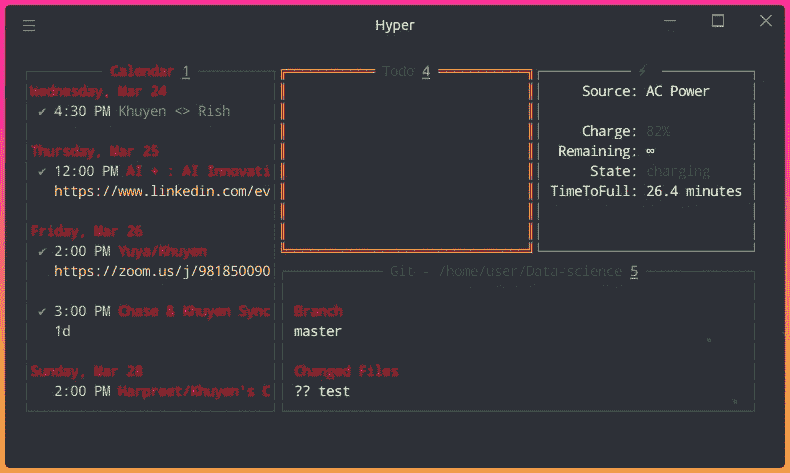 Hyper
Calendar 1
Wednesday, Mar 24
✔ 4:30 PM Khuyen <> Rish
Thursday, Mar 25
✔ 12:00 PM AI + : AI Innovati
https://www.linkedin.com/ev
Friday, Mar 26
✔ 2:00 PM Yuya/Khuyen
https://zoom.us/j/981850090
✔ 3:00 PM Chase & Khuyen Sync
1d
Sunday, Mar 28
2:00 PM Harpreet/Khuyen's C
Todo 4
⚡
Source: AC Power
Charge: 82%
Remaining: ∞
State: charging
TimeToFull: 26.4 minutes
Git - /home/user/Data-science 5
Branch
master
Changed Files
?? test